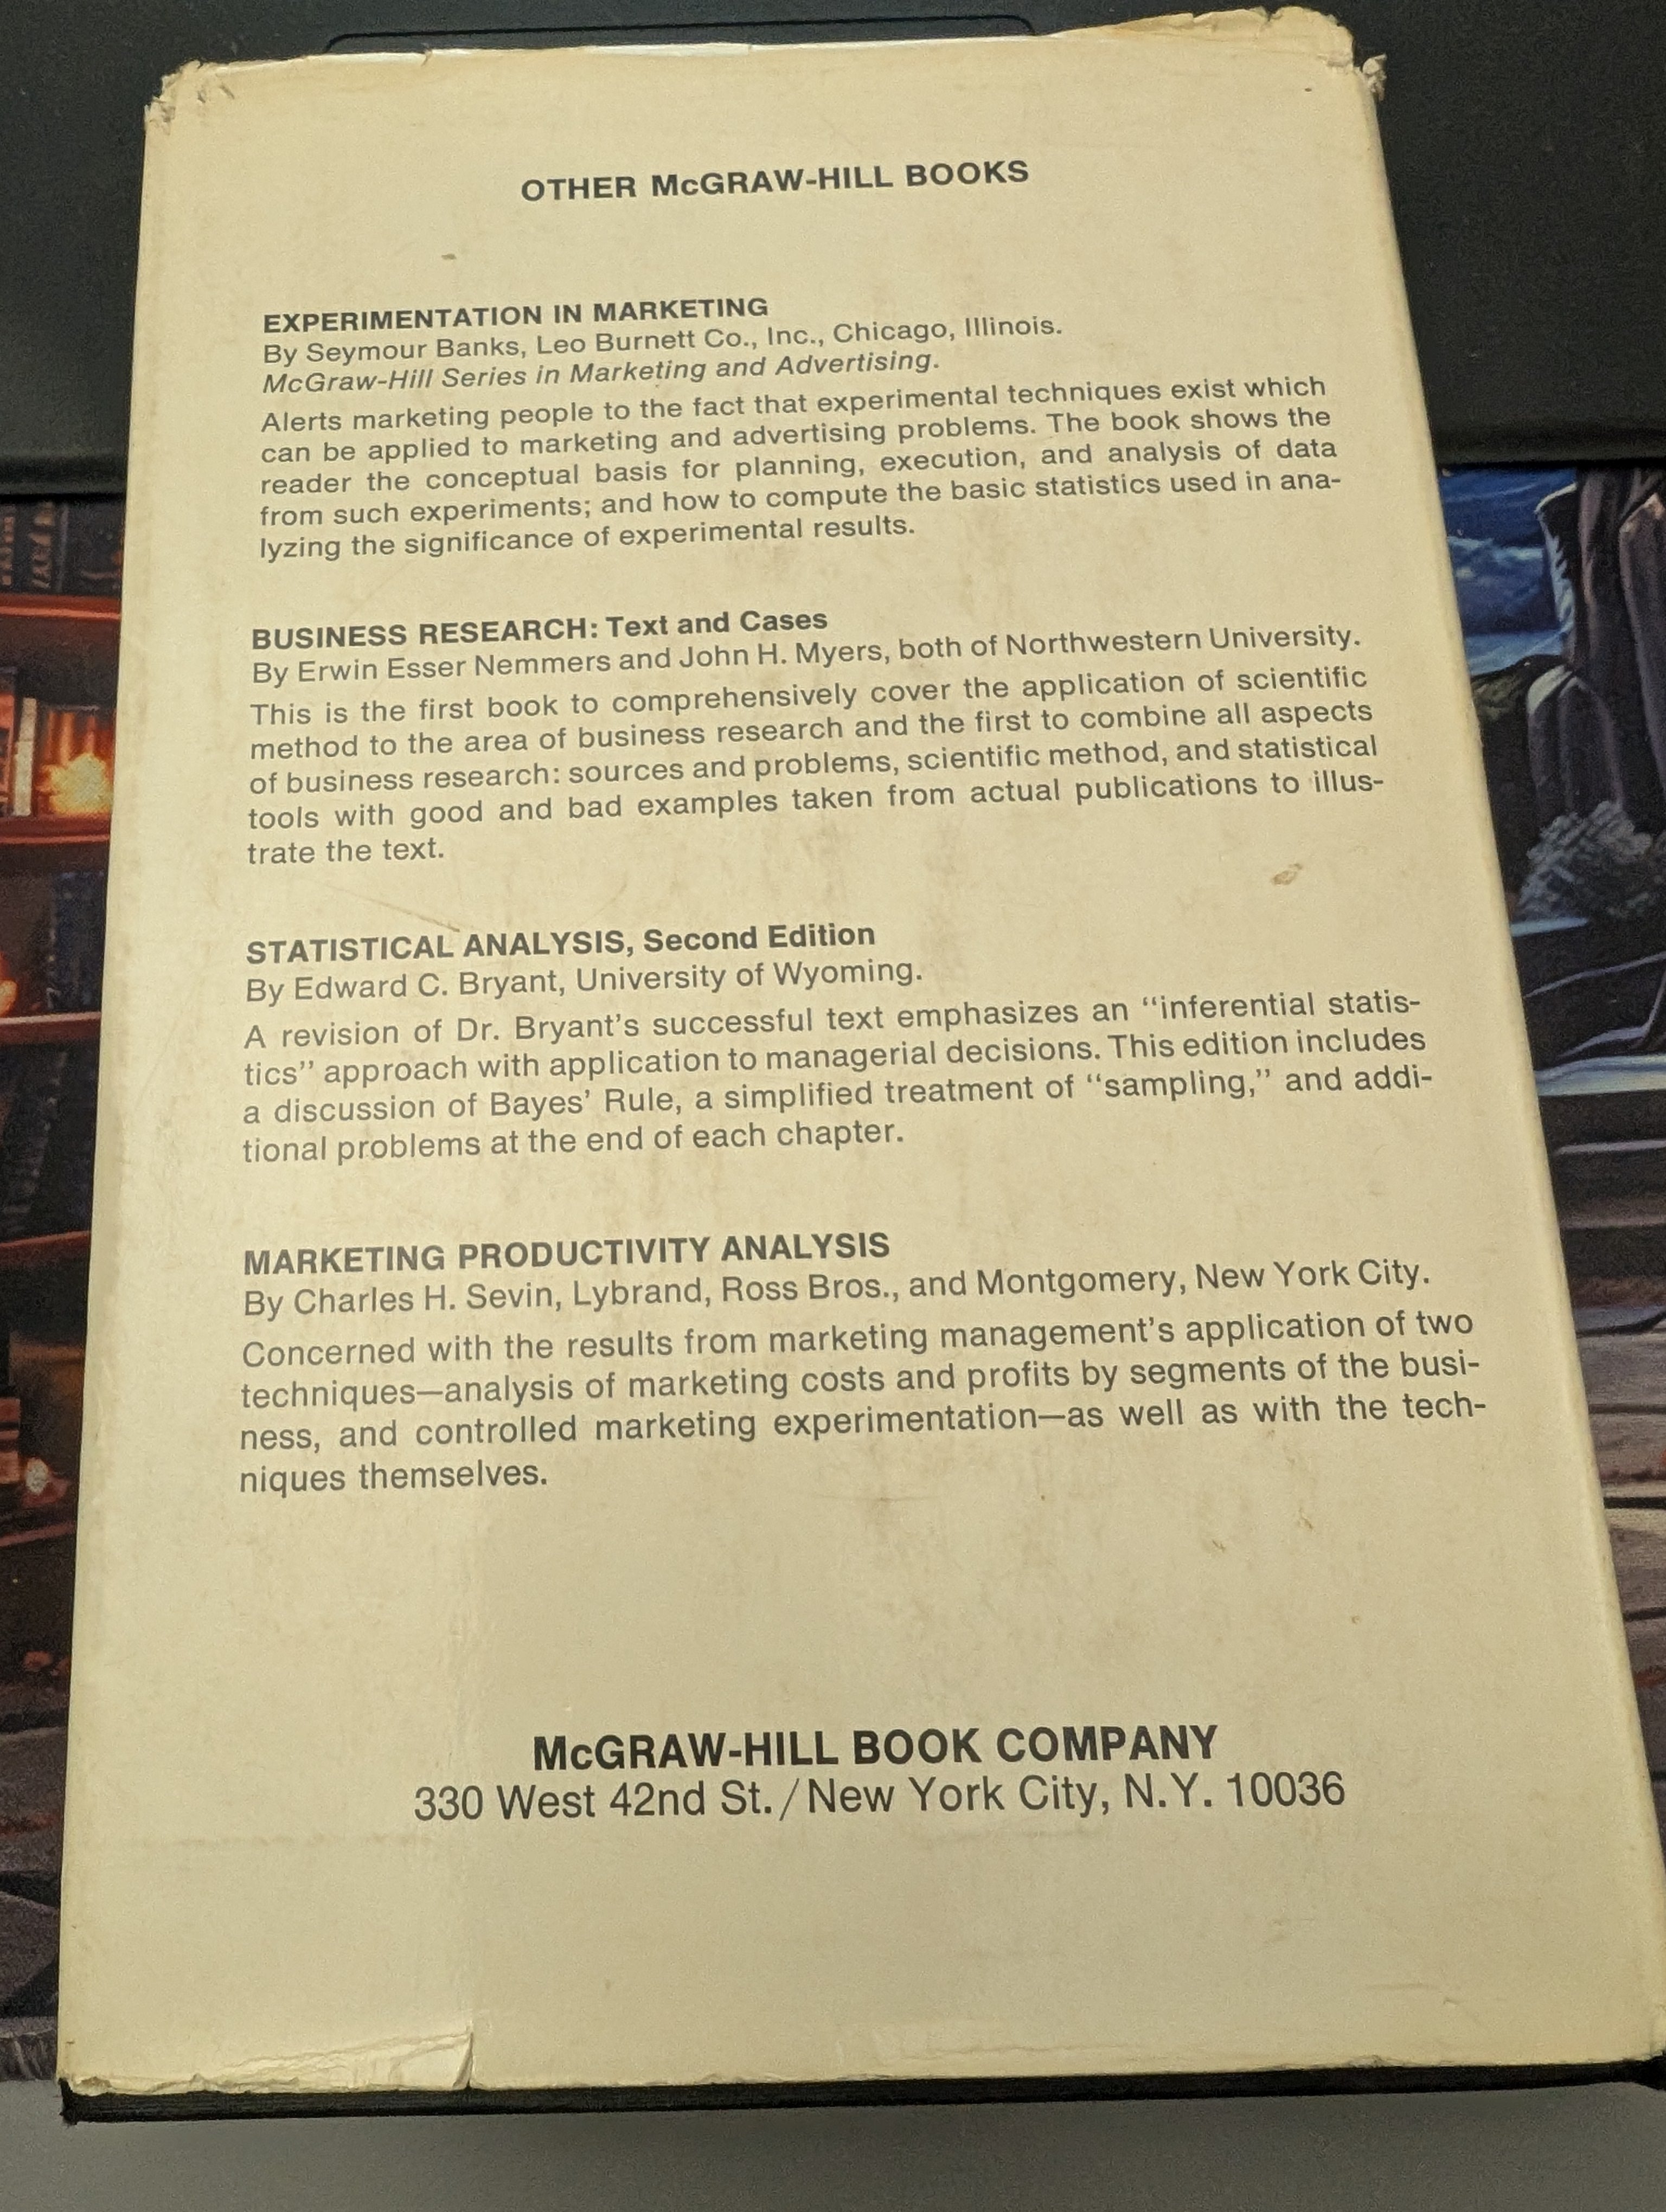 OTHER McGRAW-HILL BOOKS
EXPERIMENTATION IN MARKETING
By Seymour Banks, Leo Burnett Co., Inc., Chicago, Illinois.
McGraw-Hill Series in Marketing and Advertising.
Alerts marketing people to the fact that experimental techniques exist which
can be applied to marketing and advertising problems. The book shows the
reader the conceptual basis for planning, execution, and analysis of data
from such experiments; and how to compute the basic statistics used in ana-
lyzing the significance of experimental results.
BUSINESS RESEARCH: Text and Cases
By Erwin Esser Nemmers and John H. Myers, both of Northwestern University.
This is the first book to comprehensively cover the application of scientific
method to the area of business research and the first to combine all aspects
of business research: sources and problems, scientific method, and statistical
tools with good and bad examples taken from actual publications to illus-
trate the text.
STATISTICAL ANALYSIS, Second Edition
By Edward C. Bryant, University of Wyoming.
A revision of Dr. Bryant's successful text emphasizes an "inferential statis-
tics" approach with application to managerial decisions. This edition includes
a discussion of Bayes' Rule, a simplified treatment of "sampling," and addi-
tional problems at the end of each chapter.
MARKETING PRODUCTIVITY ANALYSIS
By Charles H. Sevin, Lybrand, Ross Bros., and Montgomery, New York City.
Concerned with the results from marketing management's application of two
techniques—analysis of marketing costs and profits by segments of the busi-
ness, and controlled marketing experimentation—as well as with the tech-
niques themselves.
McGRAW-HILL BOOK COMPANY
330 West 42nd St. / New York City, N.Y. 10036